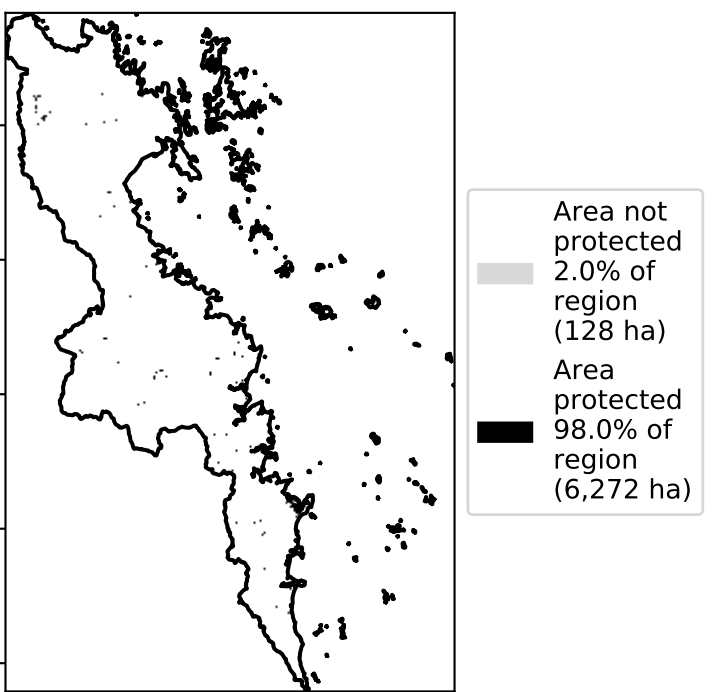 Area not
protected
2.0% of
region
(128 ha)
Area
protected
98.0% of
region
(6,272 ha)